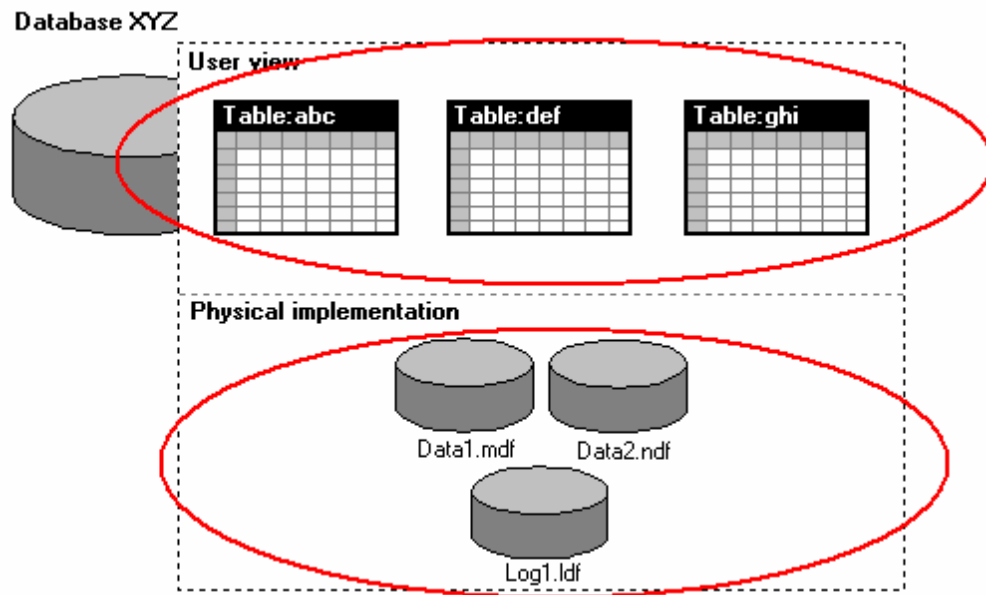 Database XYZ
User view
Table:abc
Table:def
Table:ghi
Physical implementation
Data1.mdf
Data2.ndf
Log1.ldf